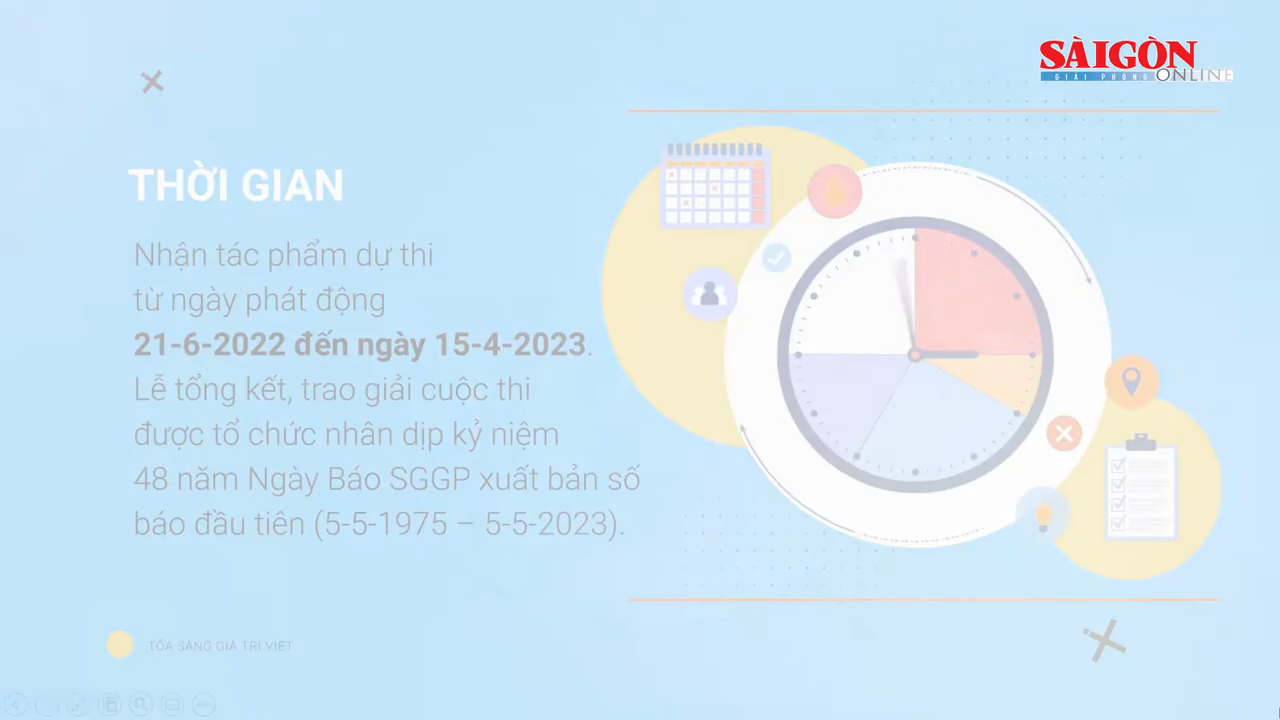 SÀI GÒN
GIẢI PHÓNG ONLINE
THỜI GIAN
Nhận tác phẩm dự thi
từ ngày phát động
21-6-2022 đến ngày 15-4-2023.
Lễ tổng kết, trao giải cuộc thi
được tổ chức nhân dịp kỷ niệm
48 năm Ngày Báo SGGP xuất bản số
báo đầu tiên (5-5-1975 – 5-5-2023).
TỎA SÁNG GIÁ TRỊ VIỆT